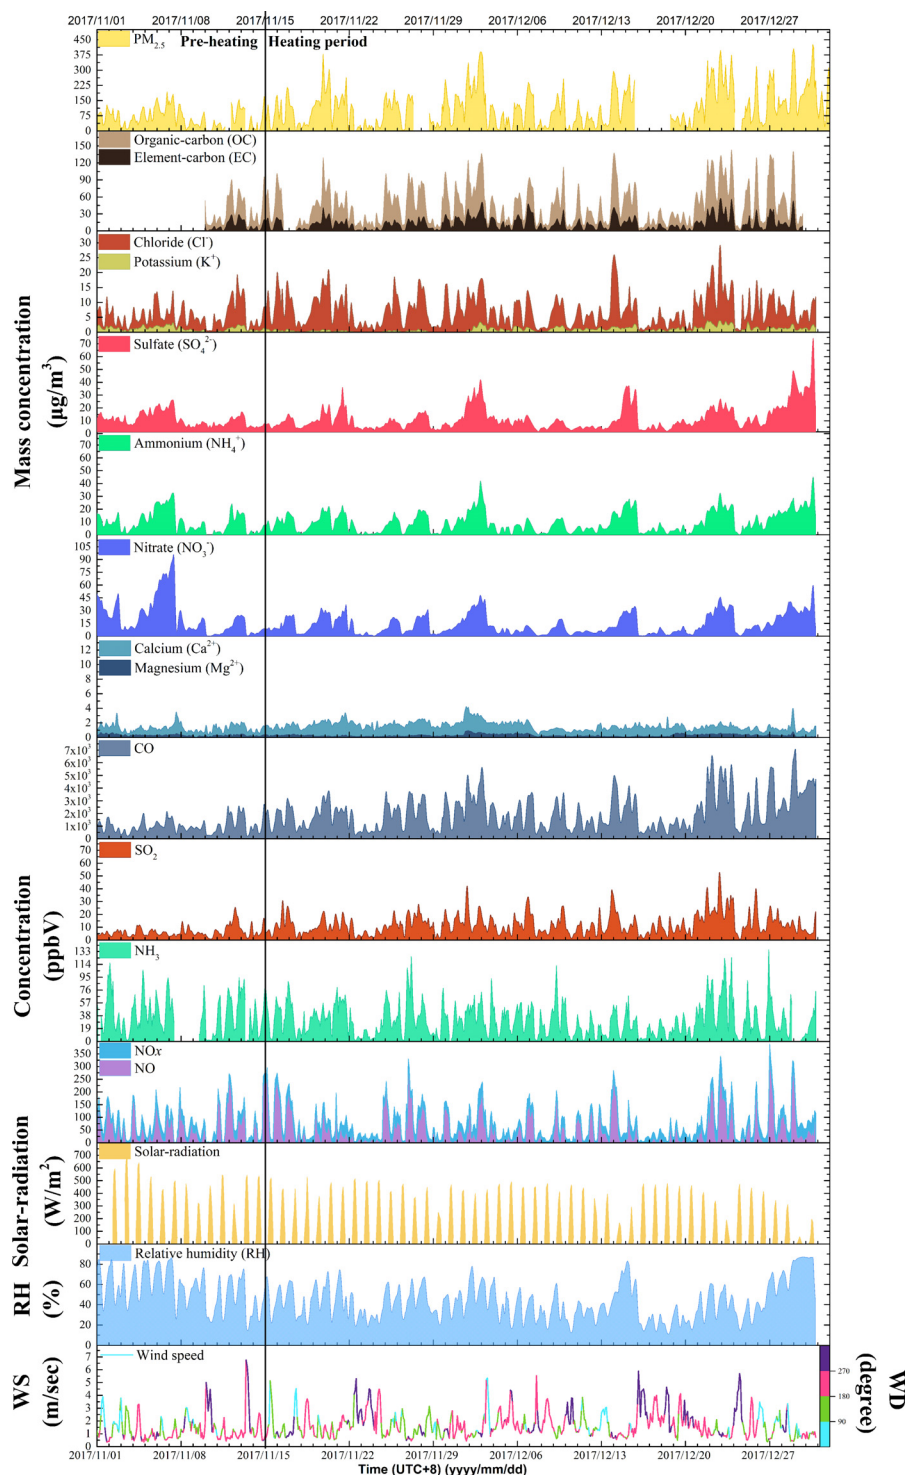 2017/11/01 2017/11/08 2017/11/15 2017/11/22 2017/11/29 2017/12/06 2017/12/13 2017/12/20 2017/12/27
450
375
300
225
150
75
0
PM2.5
Pre-heating
Heating period
150
120
90
60
30
0
Organic-carbon (OC)
Element-carbon (EC)
30
25
20
15
10
5
0
Chloride (Cl-)
Potassium (K+)
Mass concentration
(μg/m3)
70
60
50
40
30
20
10
0
Sulfate (SO42-)
70
60
50
40
30
20
10
0
Ammonium (NH4+)
105
90
75
60
45
30
15
0
Nitrate (NO3-)
12
10
8
6
4
2
0
Calcium (Ca2+)
Magnesium (Mg2+)
7x103
6x103
5x103
4x103
3x103
2x103
1x103
0
CO
Concentration
(ppbV)
70
60
50
40
30
20
10
0
SO2
133
114
95
76
57
38
19
0
NH3
350
300
250
200
150
100
50
0
NOx
NO
Solar-radiation
(W/m2)
700
600
500
400
300
200
100
0
Solar-radiation
RH
(%)
80
60
40
20
0
Relative humidity (RH)
WS
(m/sec)
7
6
5
4
3
2
1
0
Wind speed
270
180
90
WD
(degree)
2017/11/01 2017/11/08 2017/11/15 2017/11/22 2017/11/29 2017/12/06 2017/12/13 2017/12/20 2017/12/27
Time (UTC+8) (yyyy/mm/dd)